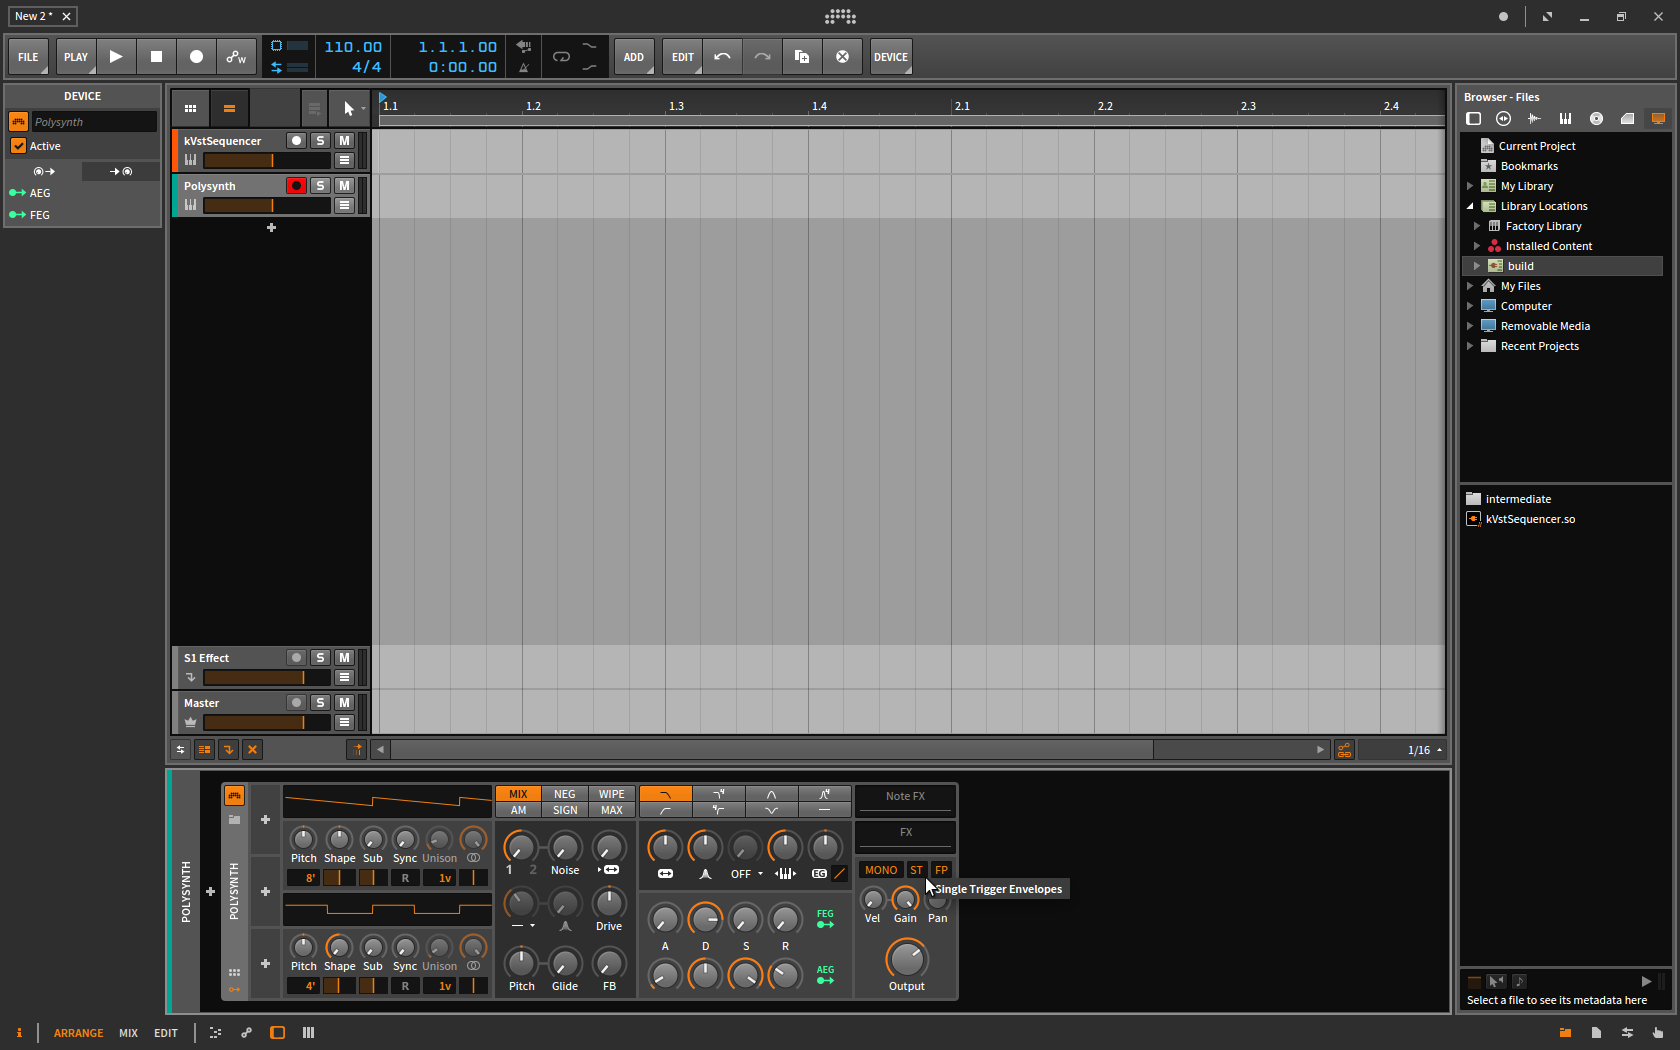 New 2 *
FILE
PLAY
W
110.00
4/4
1.1.1.00
0:00.00
ADD
EDIT
DEVICE
DEVICE
Polysynth
Active
AEG
FEG
1.1
1.2
1.3
1.4
2.1
2.2
2.3
2.4
kVstSequencer
S
M
Polysynth
S
M
S1 Effect
S
M
Master
S
M
1/16
Browser - Files
Current Project
Bookmarks
My Library
Library Locations
Factory Library
Installed Content
build
My Files
Computer
Removable Media
Recent Projects
intermediate
kVstSequencer.so
Select a file to see its metadata here
POLYSYNTH
POLYSYNTH
Pitch Shape Sub Sync Unison
8' R 1v
Pitch Shape Sub Sync Unison
4' R 1v
MIX NEG WIPE
AM SIGN MAX
1 2 Noise
Drive
Pitch Glide FB
OFF EG
FEG
A D S R
AEG
Note FX
FX
MONO ST FP
Single Trigger Envelopes
Vel Gain Pan
Output
i ARRANGE MIX EDIT